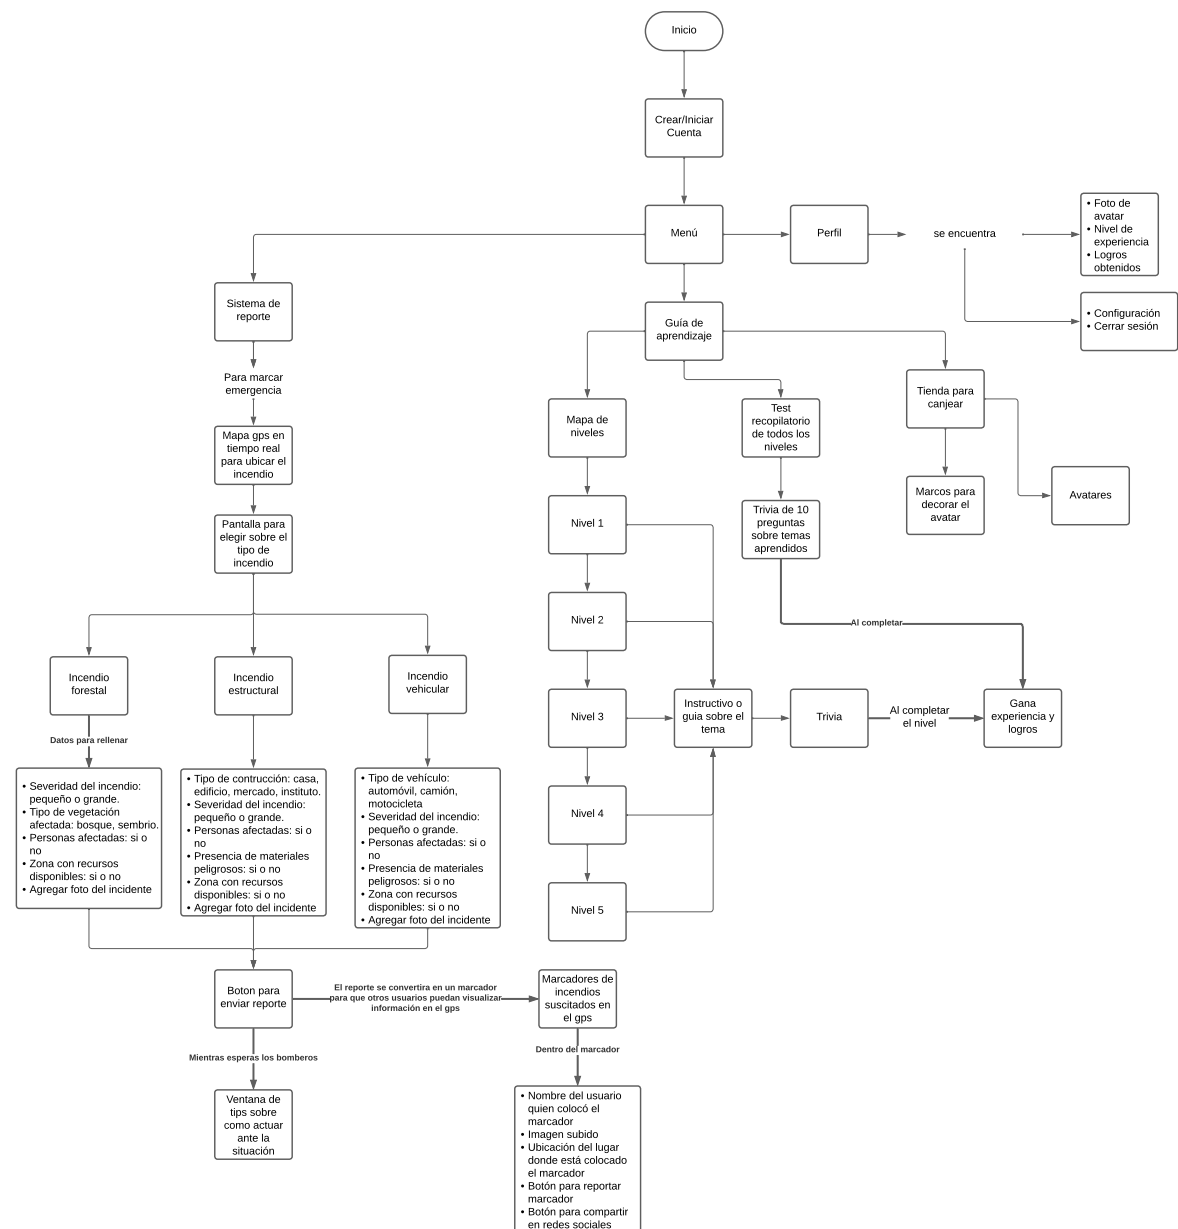 Inicio
Crear/Iniciar
Cuenta
Menú
Perfil
se encuentra
• Foto de
avatar
• Nivel de
experiencia
• Logros
obtenidos
• Configuración
• Cerrar sesión
Sistema de
reporte
Para marcar
emergencia
Mapa gps en
tiempo real
para ubicar el
incendio
Pantalla para
elegir sobre el
tipo de
incendio
Guía de
aprendizaje
Mapa de
niveles
Test
recopilatorio
de todos los
niveles
Tienda para
canjear
Marcos para
decorar el
avatar
Avatares
Nivel 1
Trivia de 10
preguntas
sobre temas
aprendidos
Nivel 2
Al completar
Nivel 3
Instructivo o
guia sobre el
tema
Trivia
Al completar
el nivel
Gana
experiencia y
logros
Nivel 4
Nivel 5
Incendio
forestal
Incendio
estructural
Incendio
vehicular
Datos para rellenar
• Severidad del incendio:
pequeño o grande.
• Tipo de vegetación
afectada: bosque, sembrio.
• Personas afectadas: si o
no
• Zona con recursos
disponibles: si o no
• Agregar foto del incidente
• Tipo de contrucción: casa,
edificio, mercado, instituto.
• Severidad del incendio:
pequeño o grande.
• Personas afectadas: si o
no
• Presencia de materiales
peligrosos: si o no
• Zona con recursos
disponibles: si o no
• Agregar foto del incidente
• Tipo de vehículo:
automóvil, camión,
motocicleta
• Severidad del incendio:
pequeño o grande.
• Personas afectadas: si o
no
• Presencia de materiales
peligrosos: si o no
• Zona con recursos
disponibles: si o no
• Agregar foto del incidente
Boton para
enviar reporte
El reporte se convertira en un marcador
para que otros usuarios puedan visualizar
información en el gps
Marcadores de
incendios
suscitados en
el gps
Mientras esperas los bomberos
Dentro del marcador
Ventana de
tips sobre
como actuar
ante la
situación
• Nombre del usuario
quien colocó el
marcador
• Imagen subido
• Ubicación del lugar
donde está colocado
el marcador
• Botón para reportar
marcador
• Botón para compartir
en redes sociales